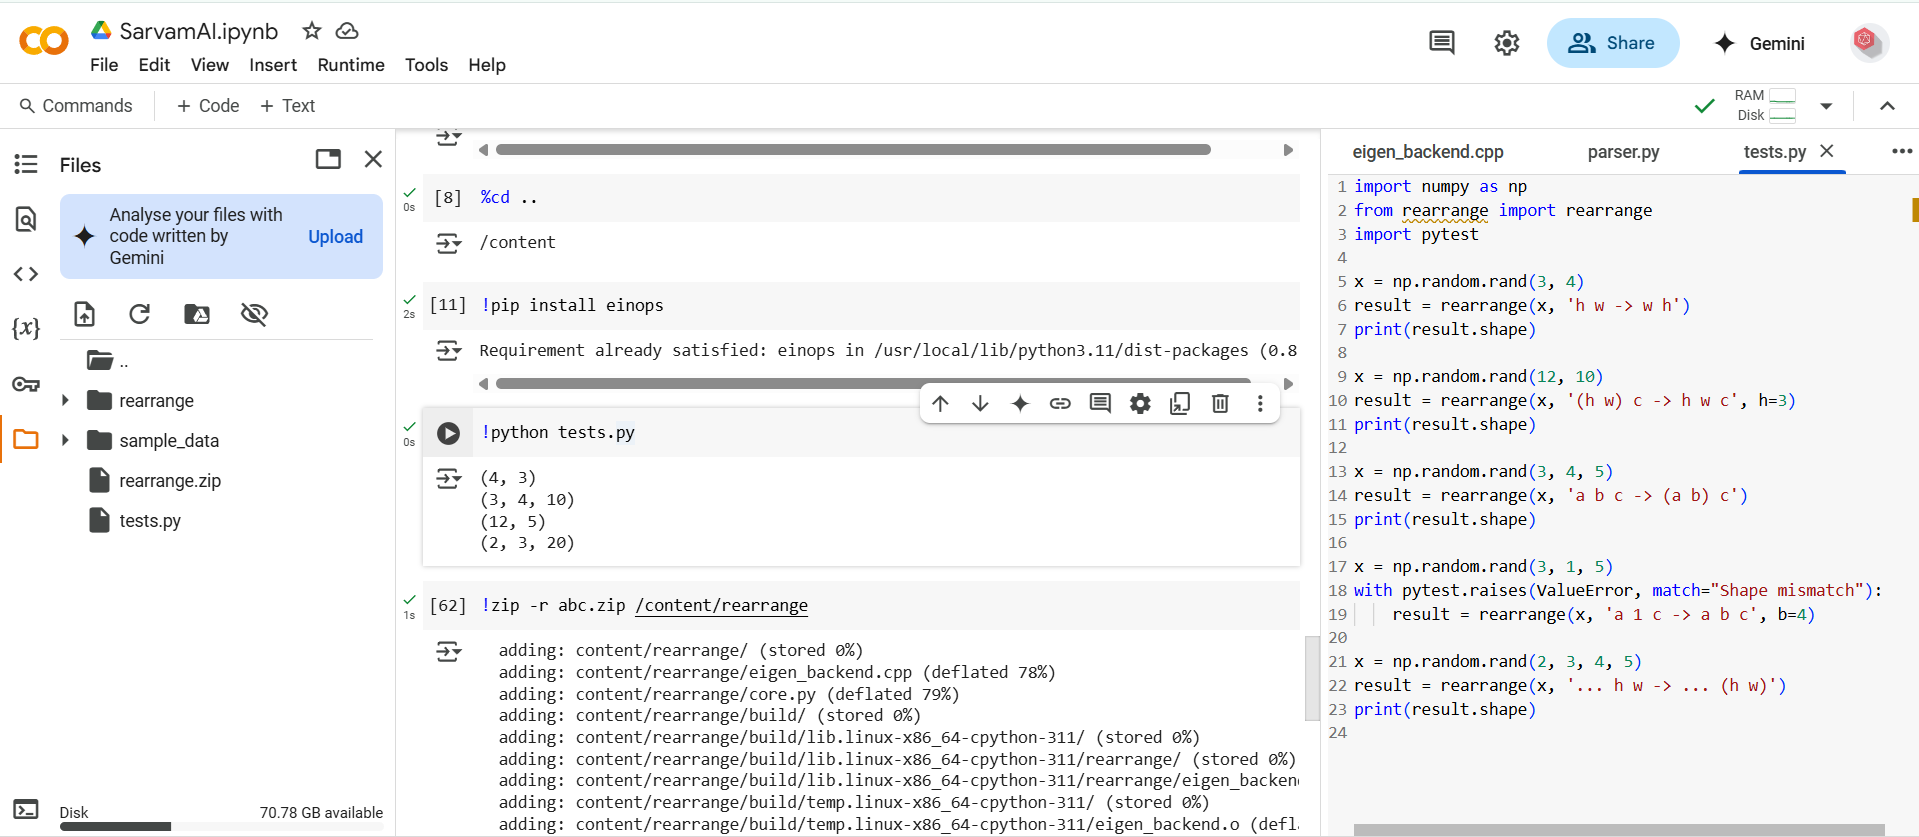 SarvamAI.ipynb
File Edit View Insert Runtime Tools Help
Share
Gemini
Commands + Code + Text
RAM
Disk
Files
Analyse your files with
code written by
Gemini
Upload
..
rearrange
sample_data
rearrange.zip
tests.py
Disk 70.78 GB available
0s
[8] %cd ..
/content
2s
[11] !pip install einops
Requirement already satisfied: einops in /usr/local/lib/python3.11/dist-packages (0.8
0s
!python tests.py
(4, 3)
(3, 4, 10)
(12, 5)
(2, 3, 20)
1s
[62] !zip -r abc.zip /content/rearrange
adding: content/rearrange/ (stored 0%)
adding: content/rearrange/eigen_backend.cpp (deflated 78%)
adding: content/rearrange/core.py (deflated 79%)
adding: content/rearrange/build/ (stored 0%)
adding: content/rearrange/build/lib.linux-x86_64-cpython-311/ (stored 0%)
adding: content/rearrange/build/lib.linux-x86_64-cpython-311/rearrange/ (stored 0%)
adding: content/rearrange/build/lib.linux-x86_64-cpython-311/rearrange/eigen_backen
adding: content/rearrange/build/temp.linux-x86_64-cpython-311/ (stored 0%)
adding: content/rearrange/build/temp.linux-x86_64-cpython-311/eigen_backend.o (defl
eigen_backend.cpp parser.py tests.py
1 import numpy as np
2 from rearrange import rearrange
3 import pytest
4
5 x = np.random.rand(3, 4)
6 result = rearrange(x, 'h w -> w h')
7 print(result.shape)
8
9 x = np.random.rand(12, 10)
10 result = rearrange(x, '(h w) c -> h w c', h=3)
11 print(result.shape)
12
13 x = np.random.rand(3, 4, 5)
14 result = rearrange(x, 'a b c -> (a b) c')
15 print(result.shape)
16
17 x = np.random.rand(3, 1, 5)
18 with pytest.raises(ValueError, match="Shape mismatch"):
19     result = rearrange(x, 'a 1 c -> a b c', b=4)
20
21 x = np.random.rand(2, 3, 4, 5)
22 result = rearrange(x, '... h w -> ... (h w)')
23 print(result.shape)
24